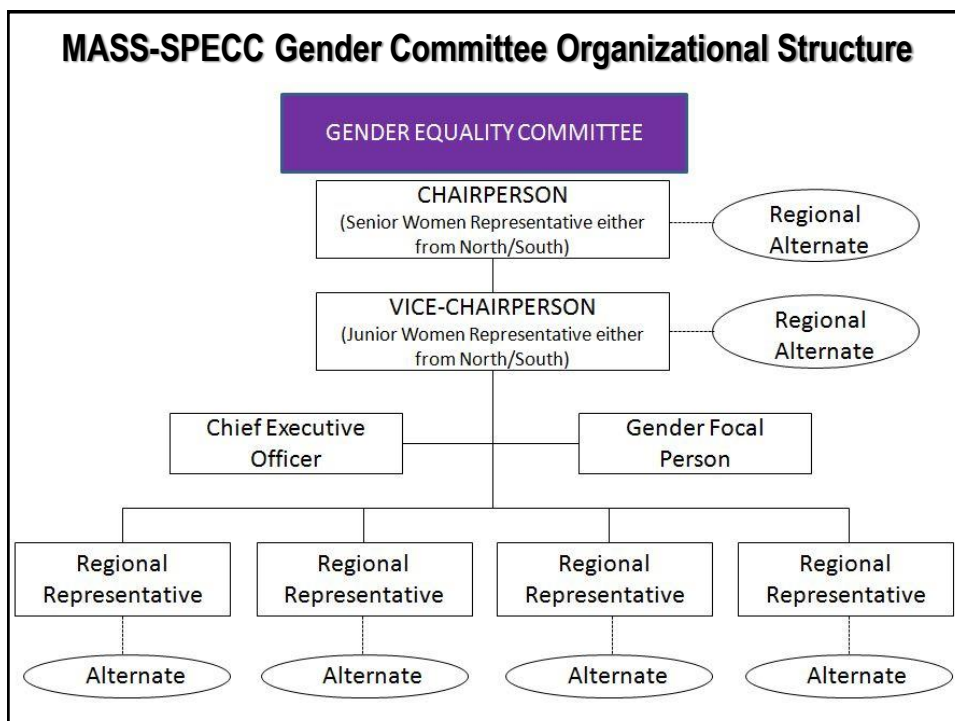 MASS-SPECC Gender Committee Organizational Structure
GENDER EQUALITY COMMITTEE
CHAIRPERSON
(Senior Women Representative either
from North/South)
Regional
Alternate
VICE-CHAIRPERSON
(Junior Women Representative either
from North/South)
Regional
Alternate
Chief Executive
Officer
Gender Focal
Person
Regional
Representative
Regional
Representative
Regional
Representative
Regional
Representative
Alternate
Alternate
Alternate
Alternate